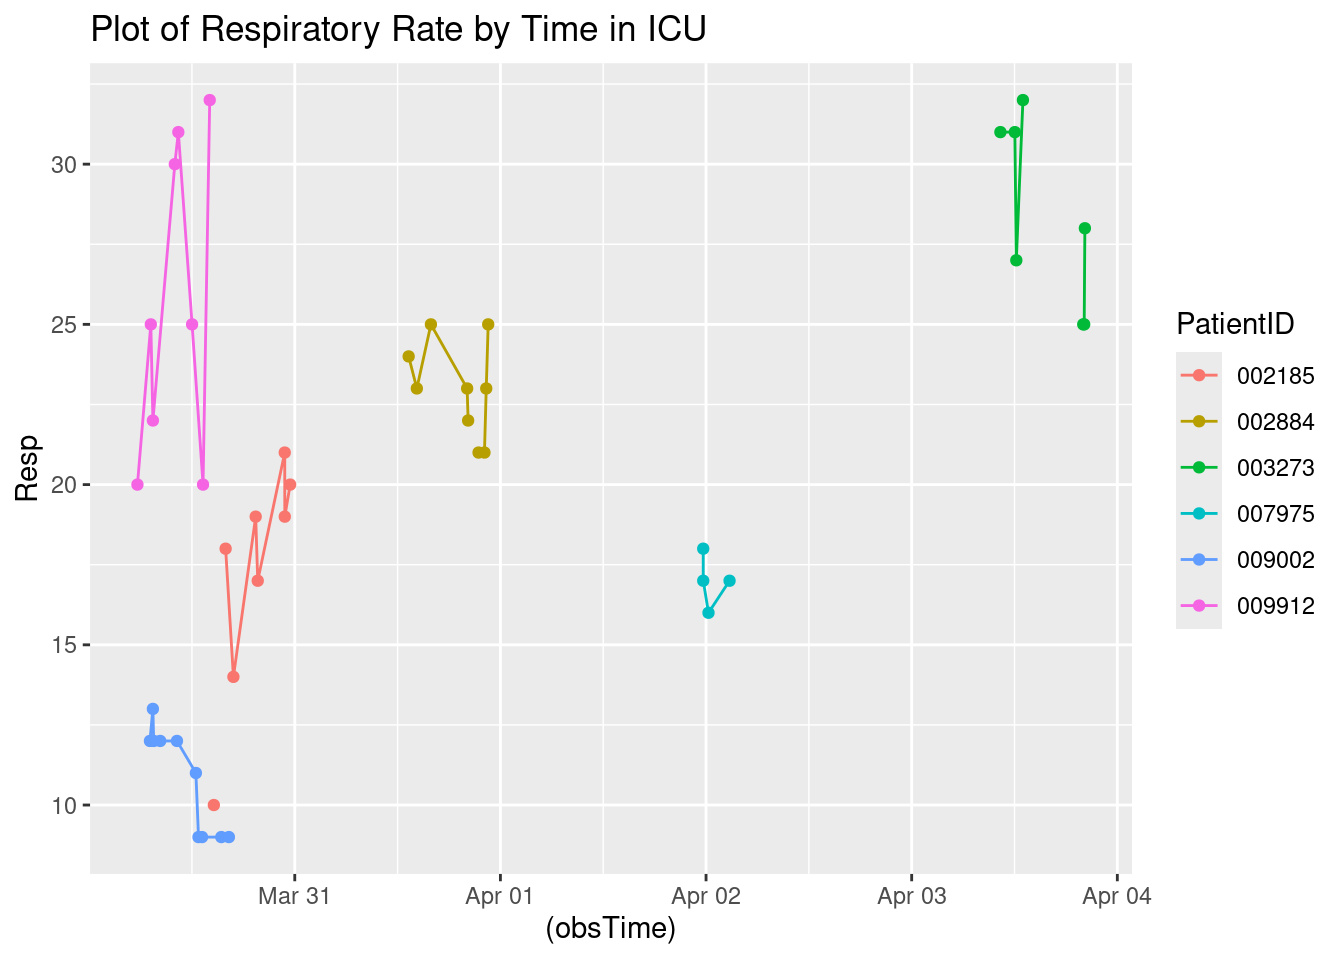 Plot of Respiratory Rate by Time in ICU
Resp
30
25
20
15
10
Mar 31
Apr 01
Apr 02
Apr 03
Apr 04
(obsTime)
PatientID
002185
002884
003273
007975
009002
009912